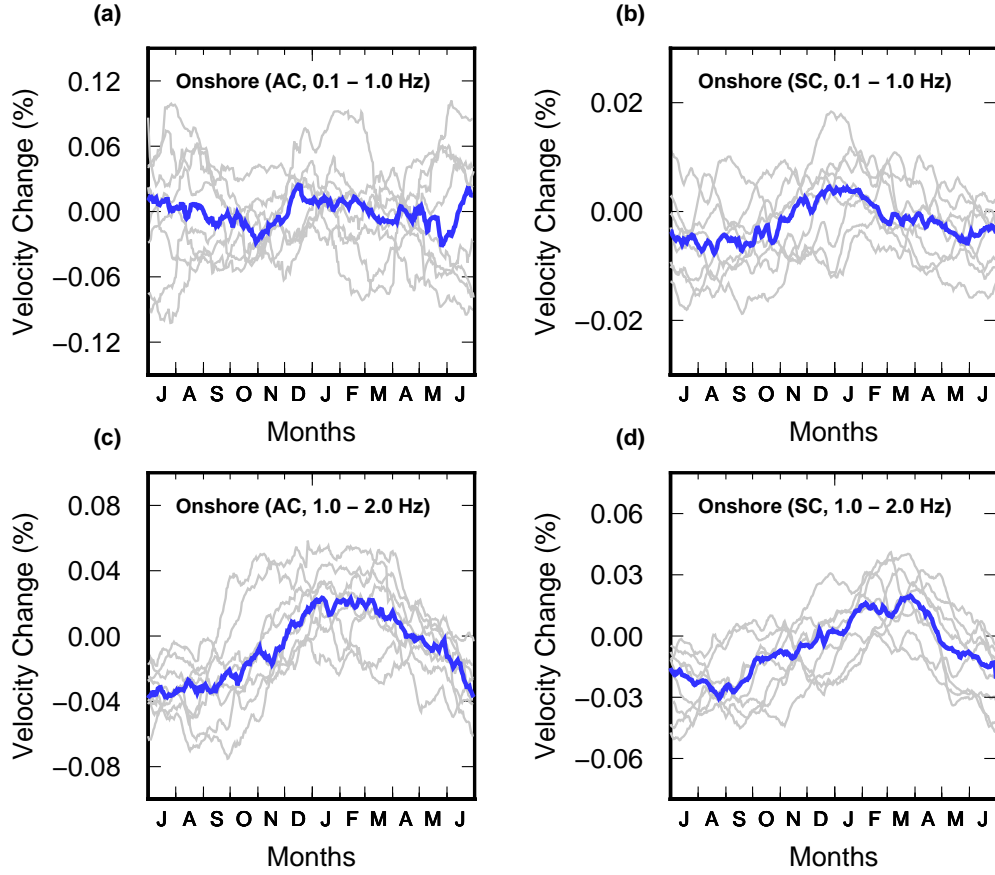 (a)
Onshore (AC, 0.1 – 1.0 Hz)
Velocity Change (%)
0.12
0.06
0.00
−0.06
−0.12
J A S O N D J F M A M J
Months
(b)
Onshore (SC, 0.1 – 1.0 Hz)
Velocity Change (%)
0.02
0.00
−0.02
J A S O N D J F M A M J
Months
(c)
Onshore (AC, 1.0 – 2.0 Hz)
Velocity Change (%)
0.08
0.04
0.00
−0.04
−0.08
J A S O N D J F M A M J
Months
(d)
Onshore (SC, 1.0 – 2.0 Hz)
Velocity Change (%)
0.06
0.03
0.00
−0.03
−0.06
J A S O N D J F M A M J
Months